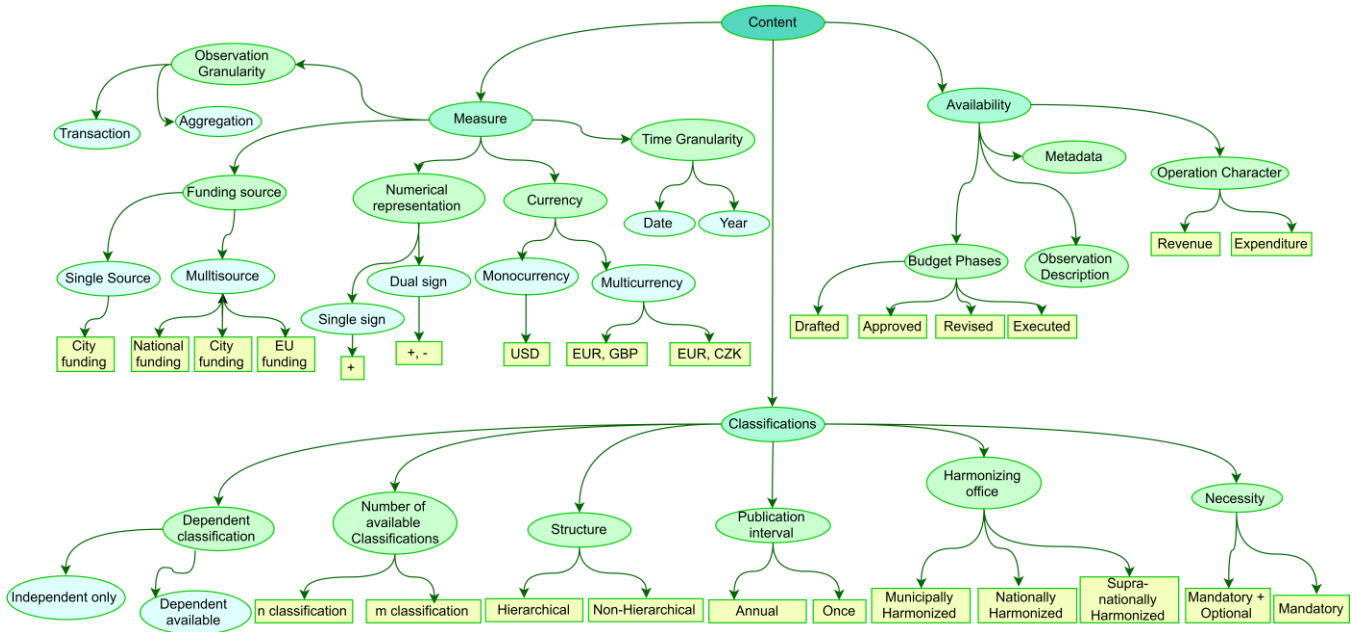 Content
Observation
Granularity
Transaction
Aggregation
Measure
Time Granularity
Availability
Metadata
Operation Character
Funding source
Numerical
representation
Currency
Date
Year
Revenue
Expenditure
Single Source
Mulltisource
Dual sign
Single sign
Monocurrency
Multicurrency
Budget Phases
Observation
Description
City
funding
National
funding
City
funding
EU
funding
+
+, -
USD
EUR, GBP
EUR, CZK
Drafted
Approved
Revised
Executed
Classifications
Dependent
classification
Number of
available
Classifications
Structure
Publication
interval
Harmonizing
office
Necessity
Independent only
Dependent
available
n classification
m classification
Hierarchical
Non-Hierarchical
Annual
Once
Municipally
Harmonized
Nationally
Harmonized
Supra-
nationally
Harmonized
Mandatory +
Optional
Mandatory